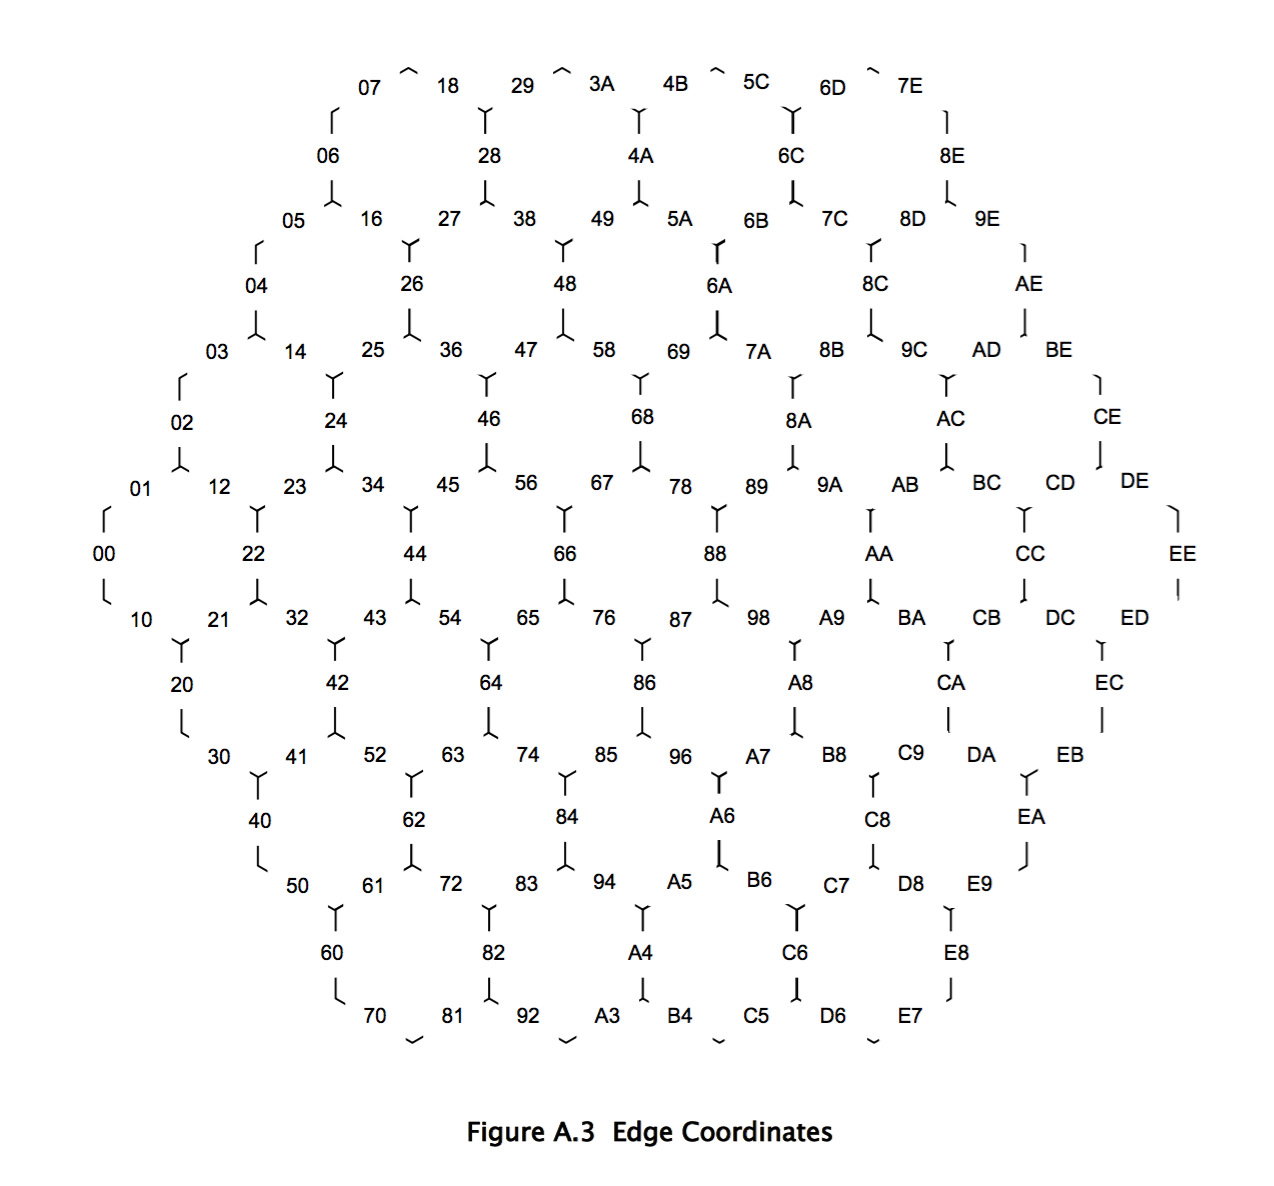 07 18 29 3A 4B 5C 6D 7E
06 28 4A 6C 8E
05 16 27 38 49 5A 6B 7C 8D 9E
04 26 48 6A 8C AE
03 14 25 36 47 58 69 7A 8B 9C AD BE
02 24 46 68 8A AC CE
01 12 23 34 45 56 67 78 89 9A AB BC CD DE
00 22 44 66 88 AA CC EE
10 21 32 43 54 65 76 87 98 A9 BA CB DC ED
20 42 64 86 A8 CA EC
30 41 52 63 74 85 96 A7 B8 C9 DA EB
40 62 84 A6 C8 EA
50 61 72 83 94 A5 B6 C7 D8 E9
60 82 A4 C6 E8
70 81 92 A3 B4 C5 D6 E7
Figure A.3 Edge Coordinates